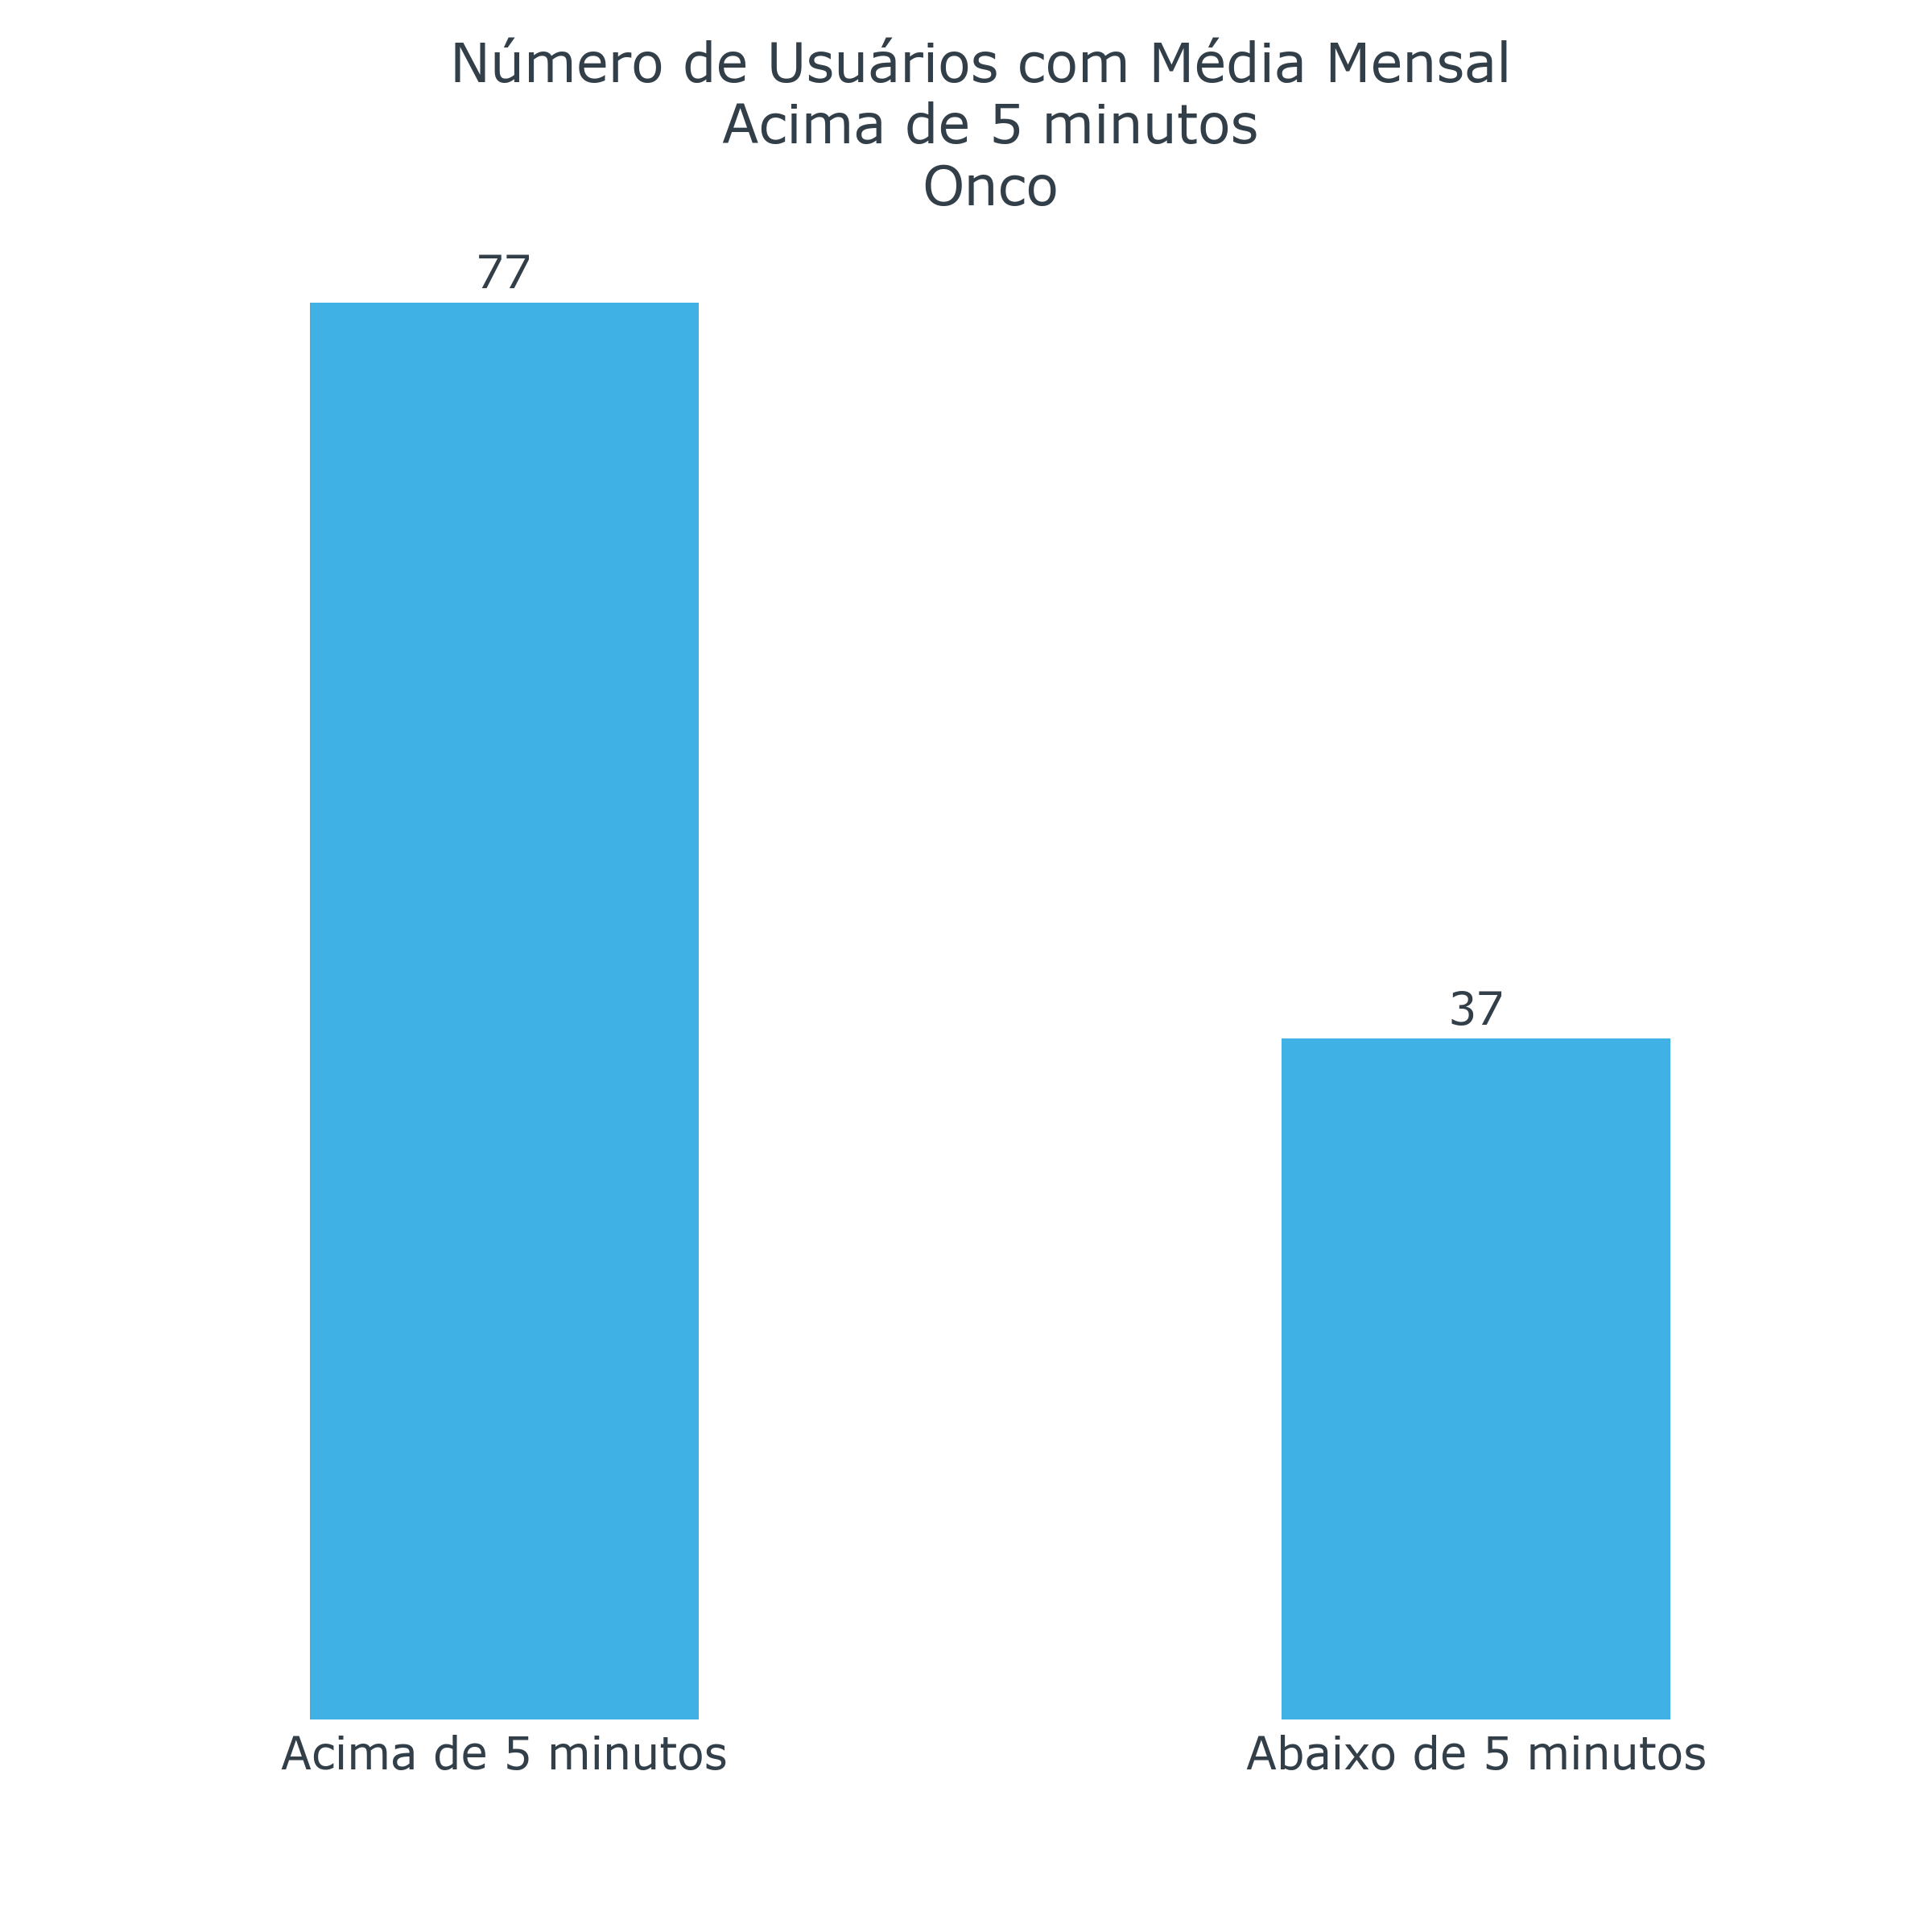 Número de Usuários com Média Mensal
Acima de 5 minutos
Onco
77
37
Acima de 5 minutos
Abaixo de 5 minutos